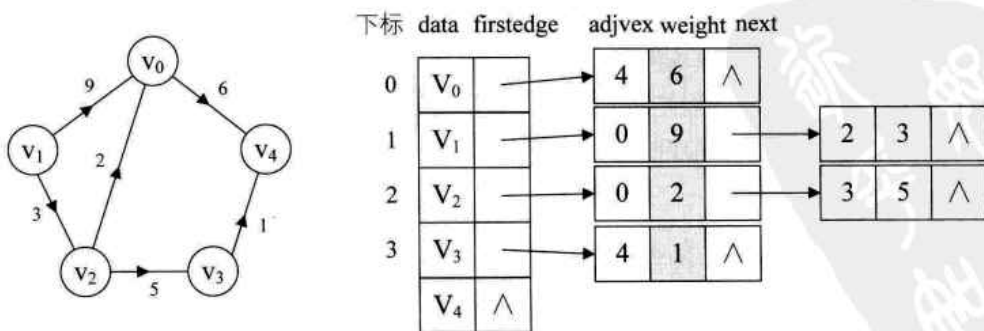 下标 data firstedge adjvex weight next
v0
9
6
v1
v4
2
3
1
v2
5
v3
0 V0 4 6 ∧
1 V1 0 9 2 3 ∧
2 V2 0 2 3 5 ∧
3 V3 4 1 ∧
V4 ∧